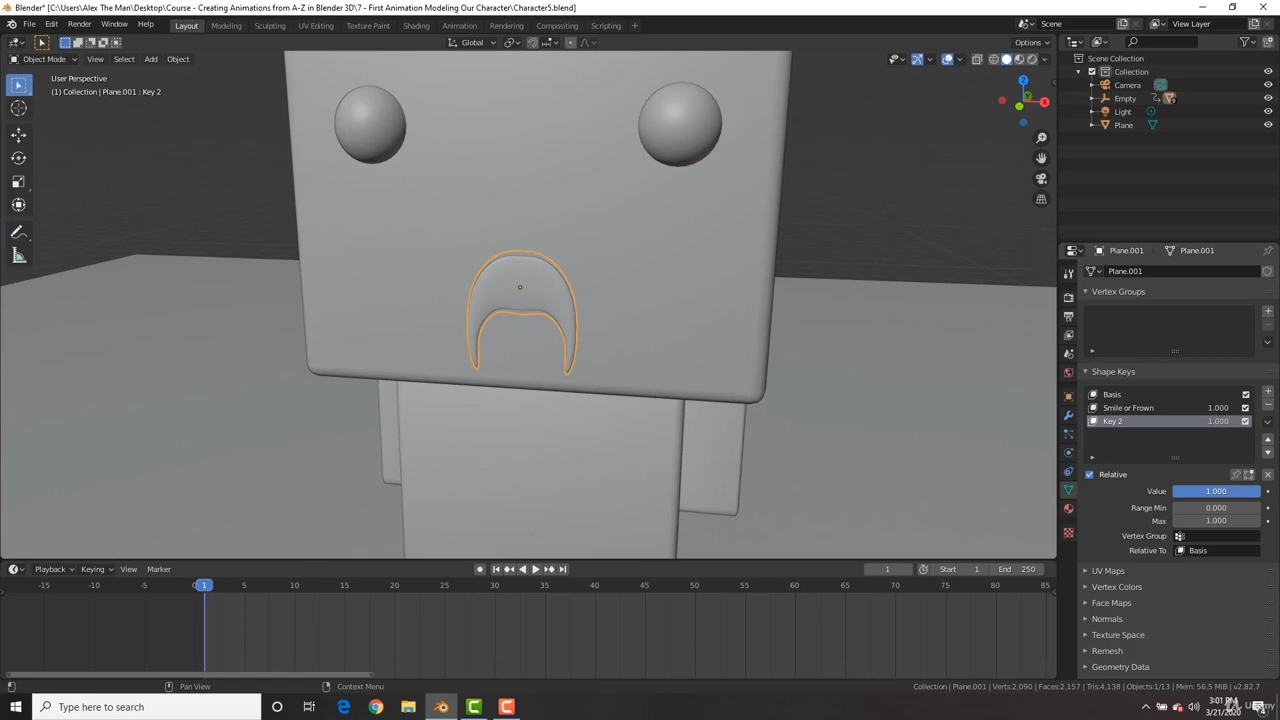 Blender* [C:\Users\Alex The Man\Desktop\Course - Creating Animations from A-Z in Blender 3D\7 - First Animation Modeling Our Character\Character5.blend]
File Edit Render Window Help Layout Modeling Sculpting UV Editing Texture Paint Shading Animation Rendering Compositing Scripting + Scene View Layer
Global Options
Object Mode View Select Add Object
User Perspective
(1) Collection | Plane.001 : Key 2
Z
Y
X
Scene Collection
Collection
Camera
Empty
Light
Plane
Plane.001 Plane.001
Plane.001
Vertex Groups
Shape Keys
Basis
Smile or Frown 1.000
Key 2 1.000
Relative
Value 1.000
Range Min 0.000
Max 1.000
Vertex Group
Relative To Basis
UV Maps
Vertex Colors
Face Maps
Normals
Texture Space
Remesh
Geometry Data
Playback Keying View Marker 1 Start 1 End 250
-15 -10 -5 0 1 5 10 15 20 25 30 35 40 45 50 55 60 65 70 75 80 85
Pan View Context Menu Collection | Plane.001 | Verts:2,090 | Faces:2,157 | Tris:4,138 | Objects:1/13 | Mem: 56.5 MiB | v2.82.7
Type here to search
3:01 PM
3/21/2020
Udemy
4